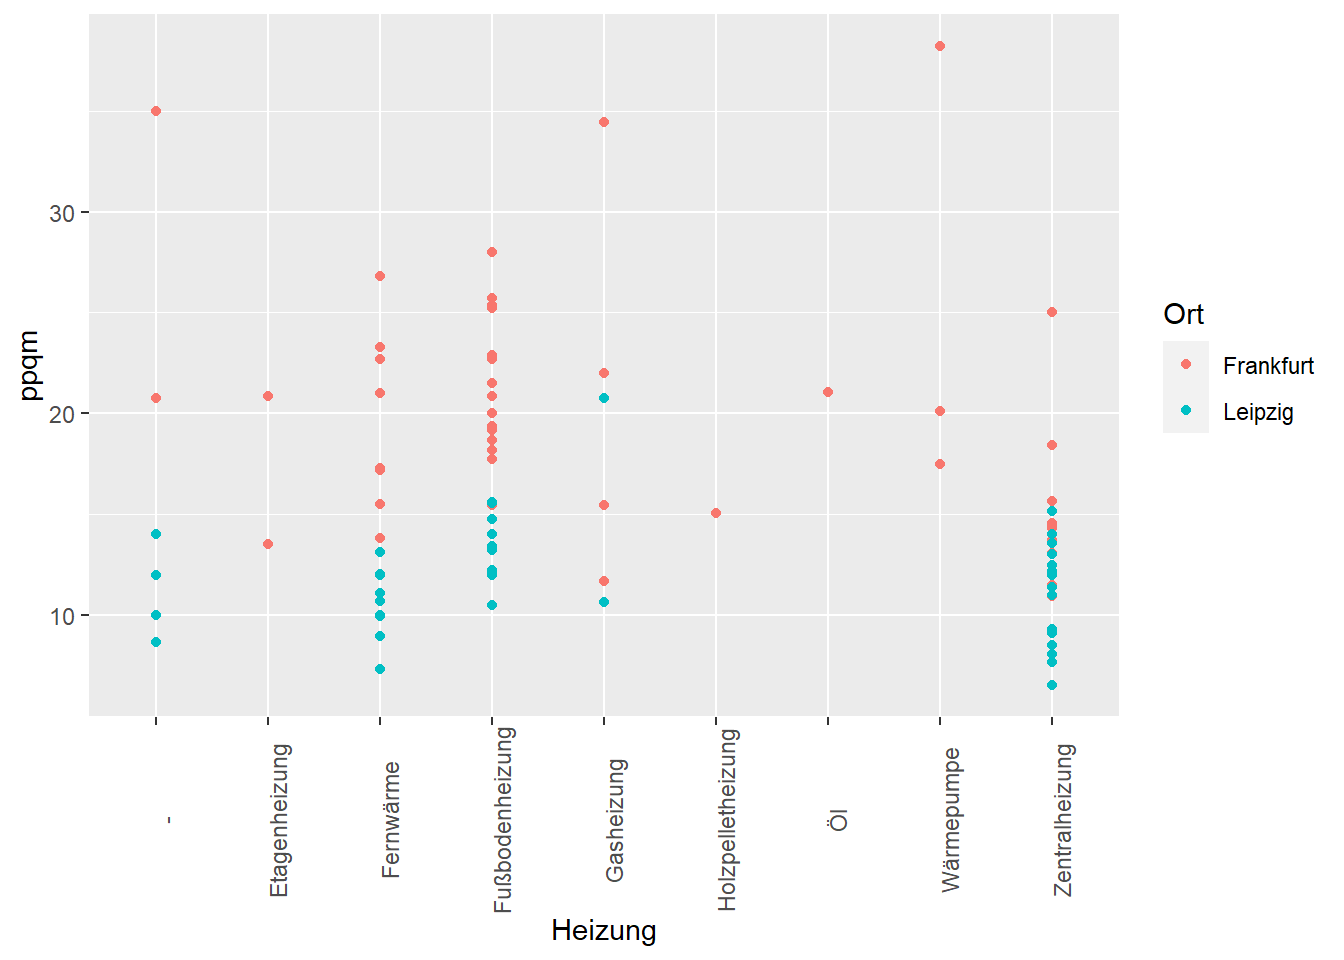 30
20
10
ppqm
-
Etagenheizung
Fernwärme
Fußbodenheizung
Gasheizung
Holzpelletheizung
Öl
Wärmepumpe
Zentralheizung
Heizung
Ort
Frankfurt
Leipzig